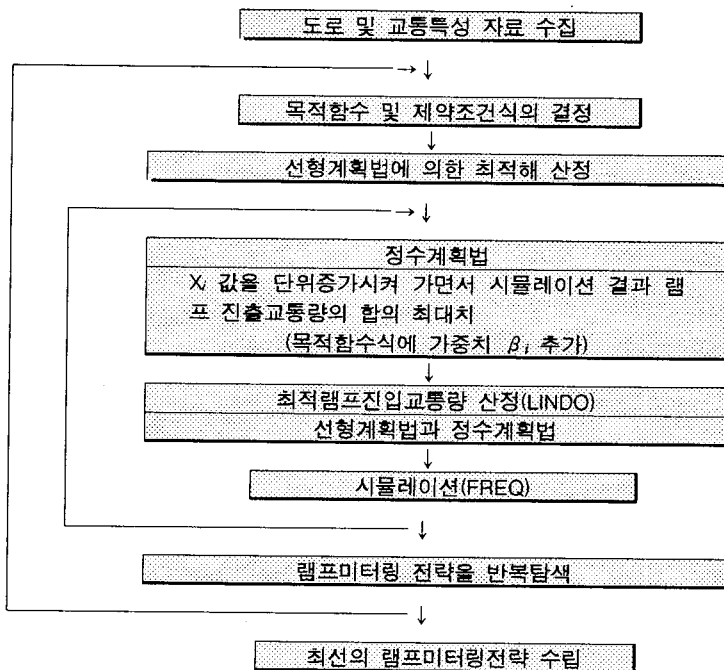 도로 및 교통특성 자료 수집
→ ↓
목적함수 및 제약조건식의 결정
↓
선형계획법에 의한 최적해 산정
→ ↓
정수계획법
Xᵢ 값을 단위증가시켜 가면서 시뮬레이션 결과 램
프 진출교통량의 합의 최대치
(목적함수식에 가중치 βᵢ 추가)
↓
최적램프진입교통량 산정(LINDO)
선형계획법과 정수계획법
↓
시뮬레이션(FREQ)
↓
램프미터링 전략을 반복탐색
↓
최선의 램프미터링전략 수립